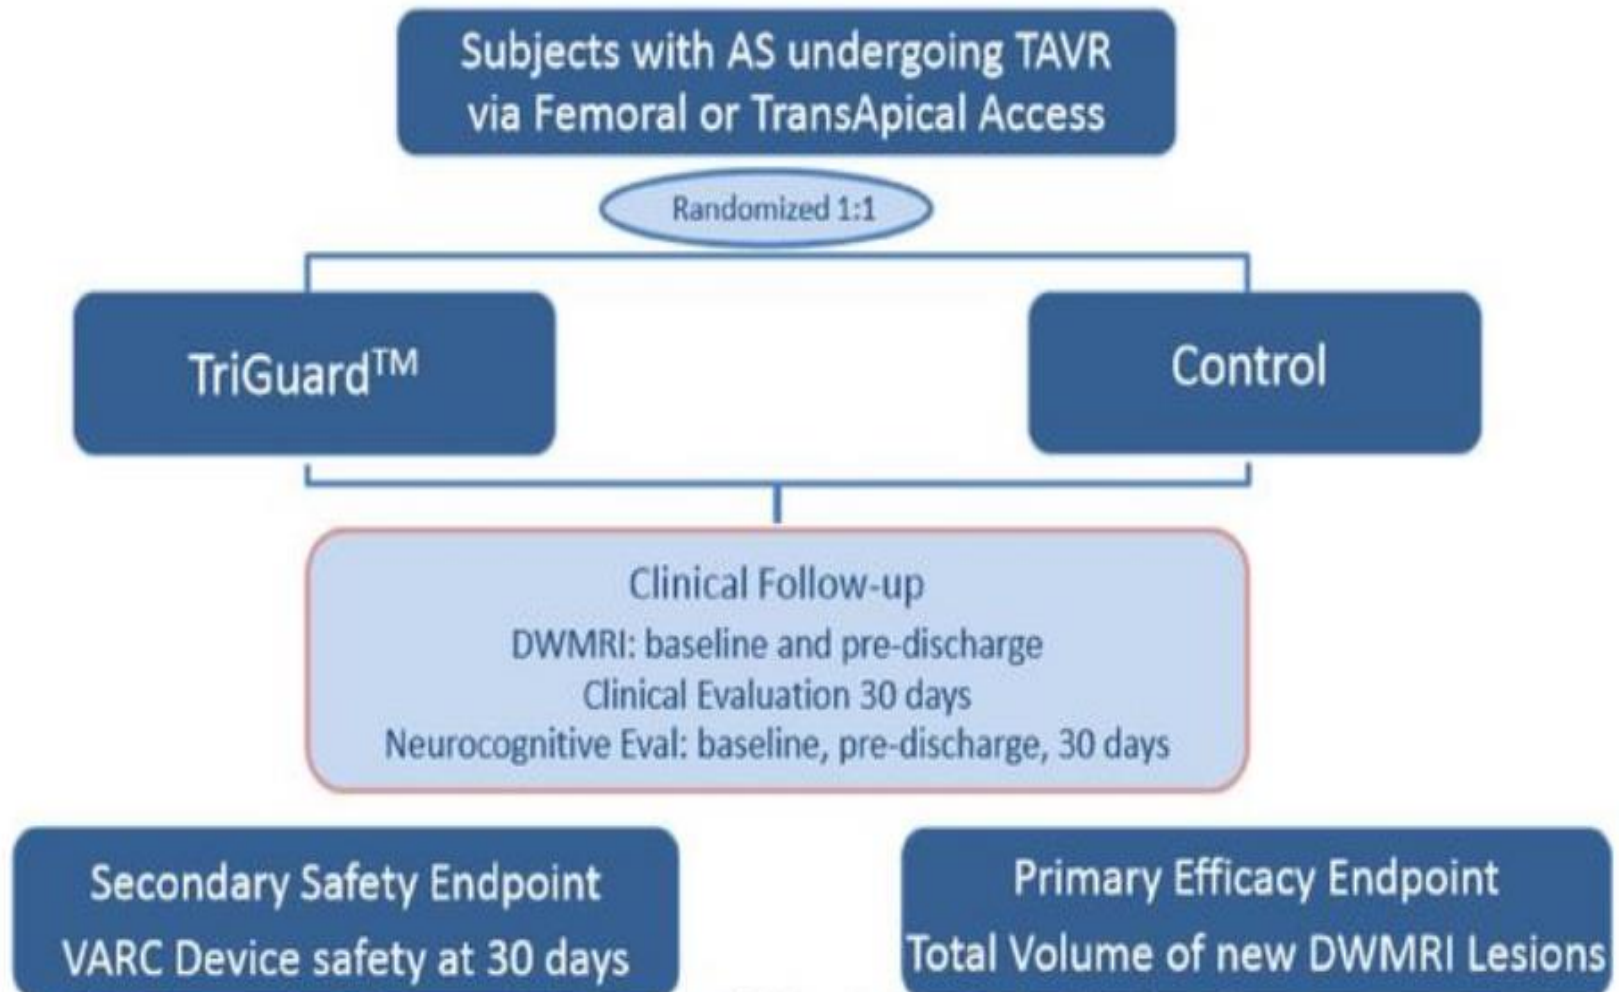 Subjects with AS undergoing TAVR
via Femoral or TransApical Access
Randomized 1:1
TriGuard™
Control
Clinical Follow-up
DWMRI: baseline and pre-discharge
Clinical Evaluation 30 days
Neurocognitive Eval: baseline, pre-discharge, 30 days
Secondary Safety Endpoint
VARC Device safety at 30 days
Primary Efficacy Endpoint
Total Volume of new DWMRI Lesions